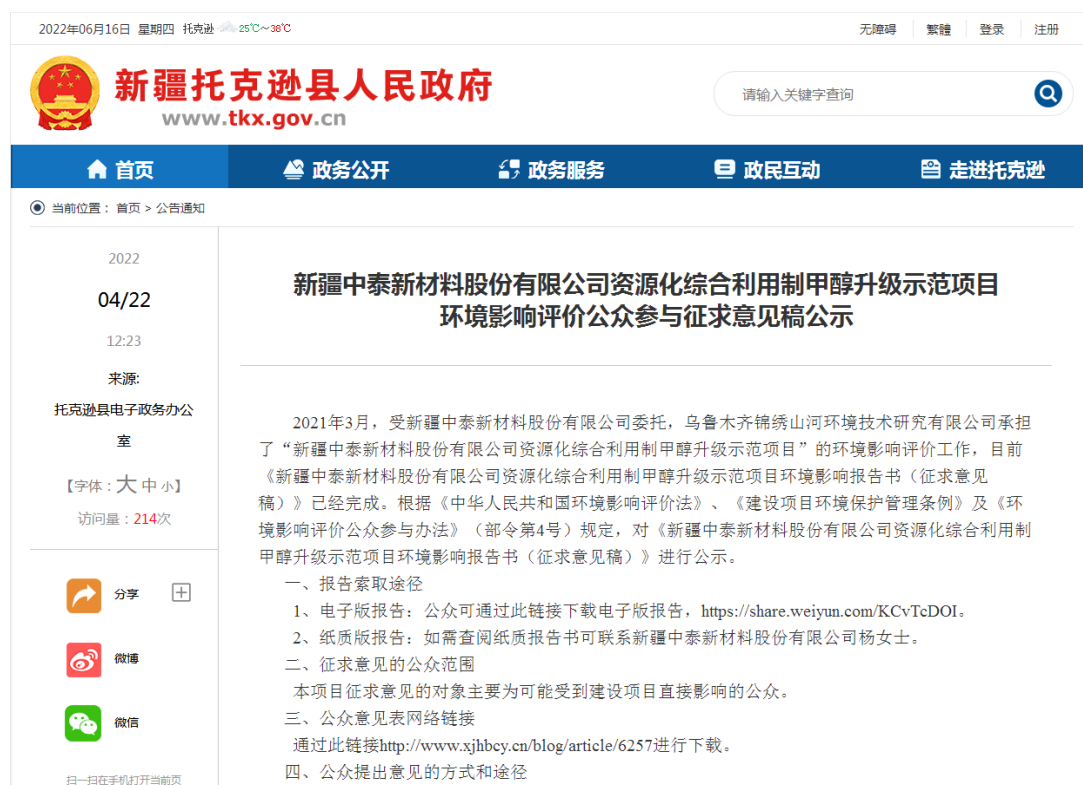 2022年06月16日 星期四 托克逊 25℃～38℃
无障碍 繁體 登录 注册
新疆托克逊县人民政府
www.tkx.gov.cn
请输入关键字查询
首页 政务公开 政务服务 政民互动 走进托克逊
当前位置： 首页 > 公告通知
2022
04/22
12:23
来源:
托克逊县电子政务办公
室
【字体：大 中 小】
访问量：214次
分享
微博
微信
扫一扫在手机打开当前页
新疆中泰新材料股份有限公司资源化综合利用制甲醇升级示范项目
环境影响评价公众参与征求意见稿公示
2021年3月，受新疆中泰新材料股份有限公司委托，乌鲁木齐锦绣山河环境技术研究有限公司承担
了“新疆中泰新材料股份有限公司资源化综合利用制甲醇升级示范项目”的环境影响评价工作，目前
《新疆中泰新材料股份有限公司资源化综合利用制甲醇升级示范项目环境影响报告书（征求意见
稿）》已经完成。根据《中华人民共和国环境影响评价法》、《建设项目环境保护管理条例》及《环
境影响评价公众参与办法》（部令第4号）规定，对《新疆中泰新材料股份有限公司资源化综合利用制
甲醇升级示范项目环境影响报告书（征求意见稿）》进行公示。
一、报告索取途径
1、电子版报告：公众可通过此链接下载电子版报告，https://share.weiyun.com/KCvTcDOI。
2、纸质版报告：如需查阅纸质报告书可联系新疆中泰新材料股份有限公司杨女士。
二、征求意见的公众范围
本项目征求意见的对象主要为可能受到建设项目直接影响的公众。
三、公众意见表网络链接
通过此链接http://www.xjhbcy.cn/blog/article/6257进行下载。
四、公众提出意见的方式和途径